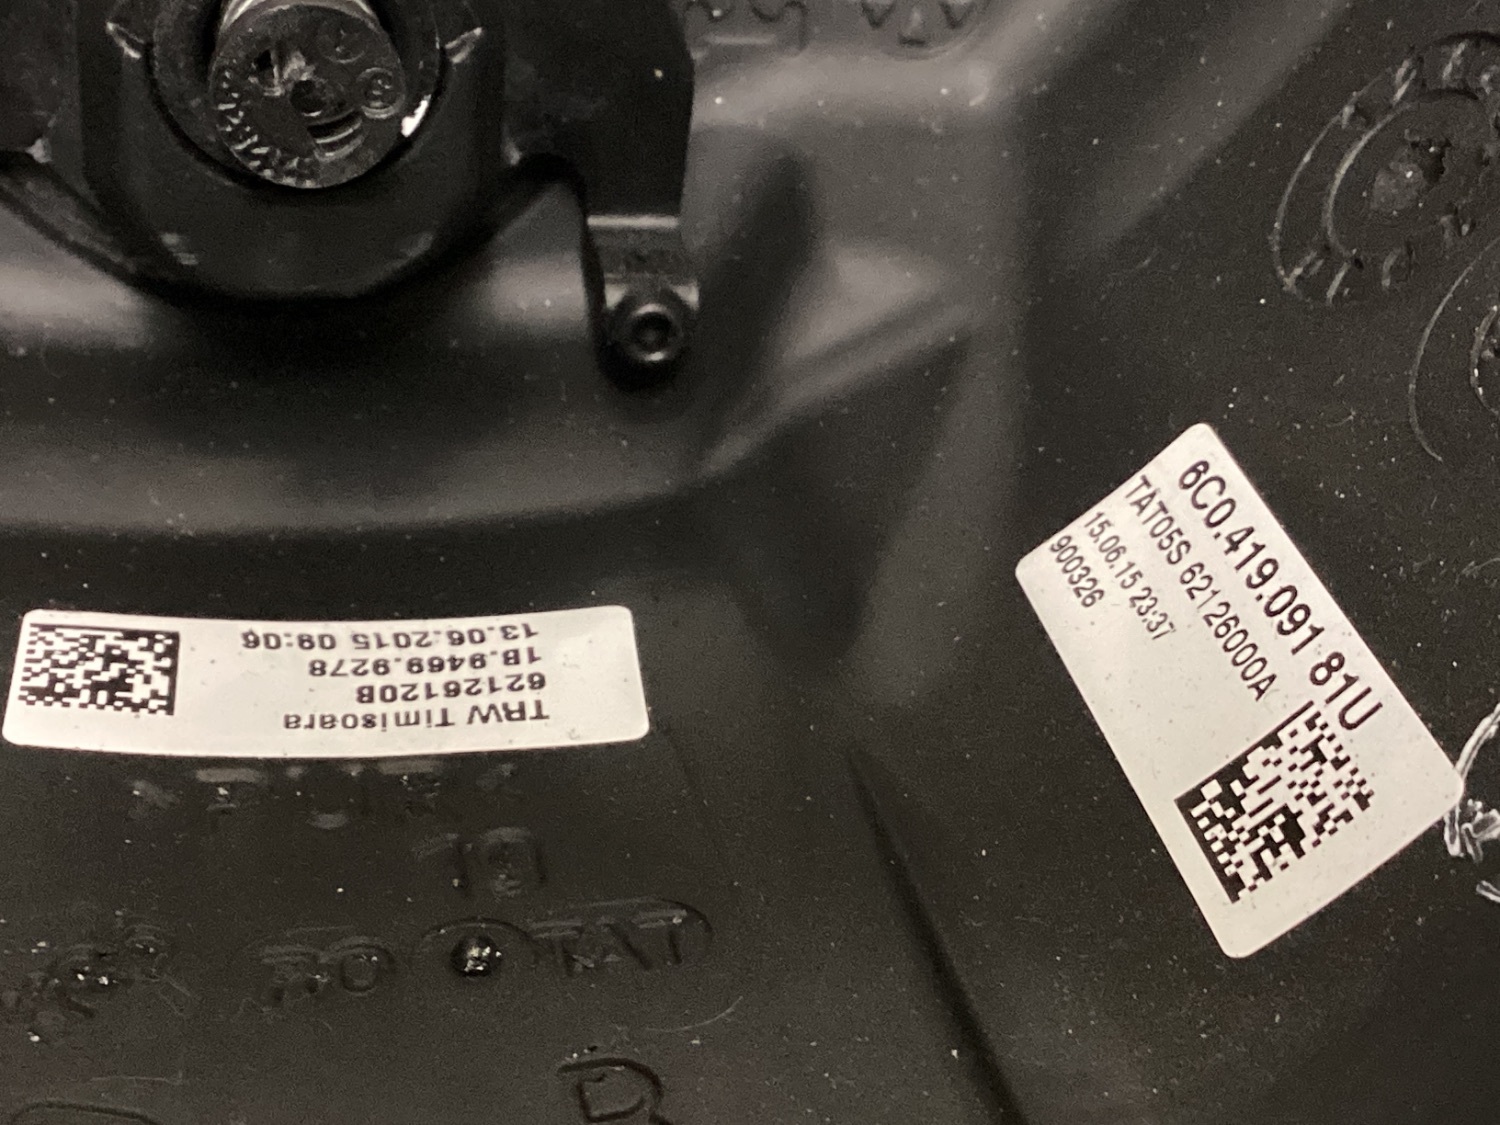 TRW Timisoara
62126120B
1B.9469.9278
13.06.2015 09:06
6C0.419.091 81U
TAT05S 62126000A
15.06.15 23:37
900326